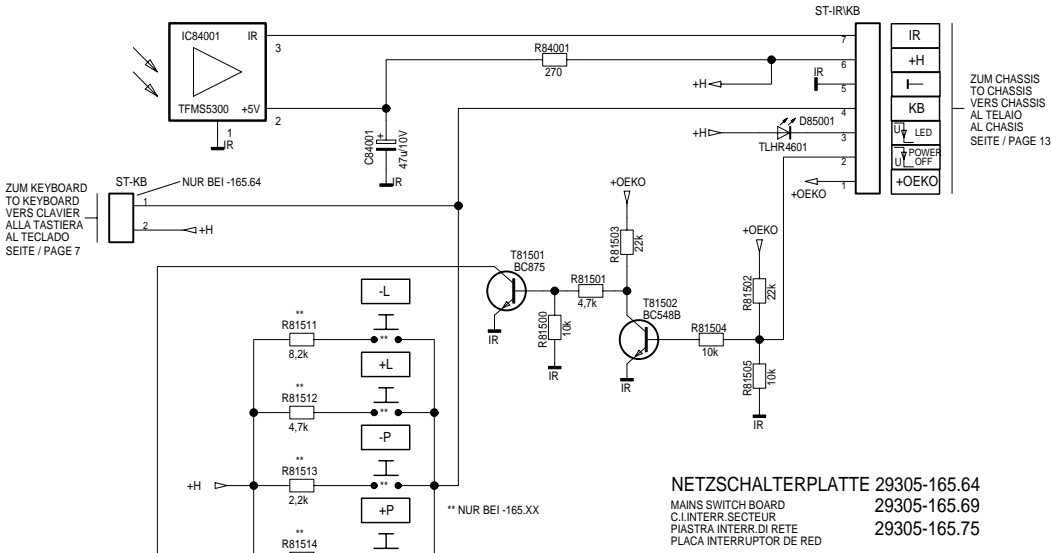 ST-IR\KB
IC84001
IR
3
TFMS5300
+5V
2
1
IR
R84001
270
C84001
47u/10V
+
IR
7
6
5
4
3
2
1
IR
+H
KB
U LED
U POWER
OFF
+OEKO
ZUM CHASSIS
TO CHASSIS
VERS CHASSIS
AL TELAIO
AL CHASIS
SEITE / PAGE 13
+H
IR
+H
D85001
TLHR4601
+OEKO
ZUM KEYBOARD
TO KEYBOARD
VERS CLAVIER
ALLA TASTIERA
AL TECLADO
SEITE / PAGE 7
ST-KB
NUR BEI -165.64
1
2
+H
T81501
BC875
IR
R81500
10k
IR
R81501
4,7k
+OEKO
R81503
22k
T81502
BC548B
IR
R81504
10k
+OEKO
R81502
22k
R81505
10k
IR
-L
**
R81511
8,2k
**
+L
**
R81512
4,7k
**
-P
**
R81513
2,2k
**
+H
+P
**
R81514
** NUR BEI -165.XX
NETZSCHALTERPLATTE 29305-165.64
MAINS SWITCH BOARD 29305-165.69
C.I.INTERR.SECTEUR
PIASTRA INTERR.DI RETE 29305-165.75
PLACA INTERRUPTOR DE RED